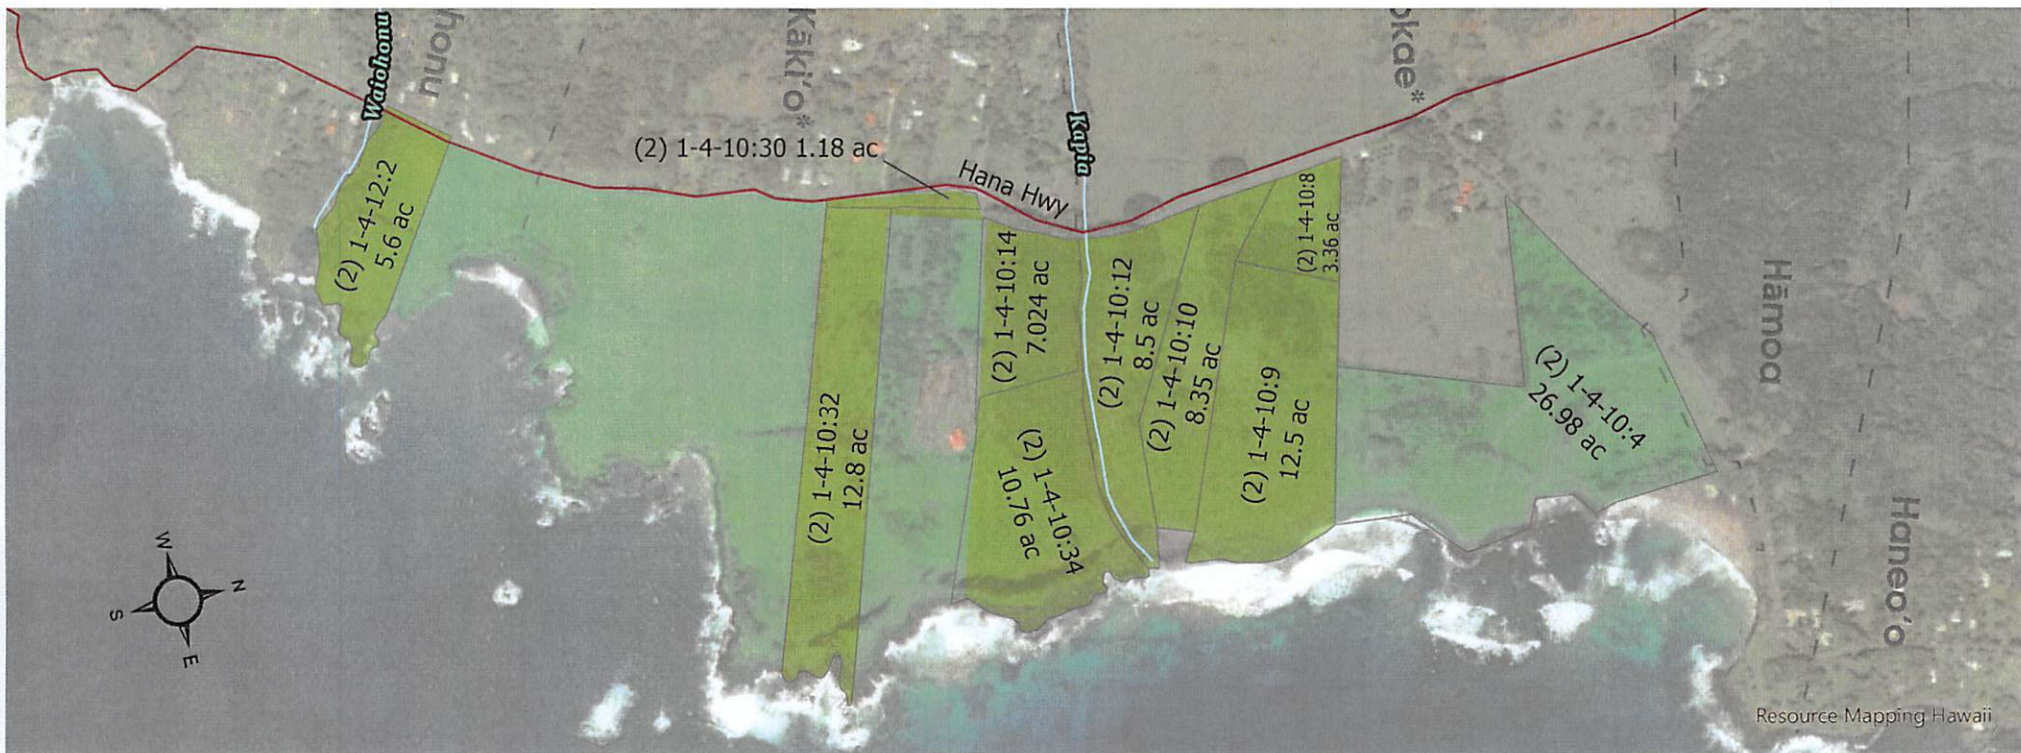 Waiohonu
honu
Kāki'o*
okae*
Kapia
(2) 1-4-10:30 1.18 ac
Hana Hwy
(2) 1-4-12:2
5.6 ac
(2) 1-4-10:32
12.8 ac
(2) 1-4-10:14
7.024 ac
(2) 1-4-10:34
10.76 ac
(2) 1-4-10:12
8.5 ac
(2) 1-4-10:10
8.35 ac
(2) 1-4-10:8
3.36 ac
(2) 1-4-10:9
12.5 ac
(2) 1-4-10:4
26.98 ac
Hāmoa
Haneo'o
W
N
S
E
Resource Mapping Hawaii